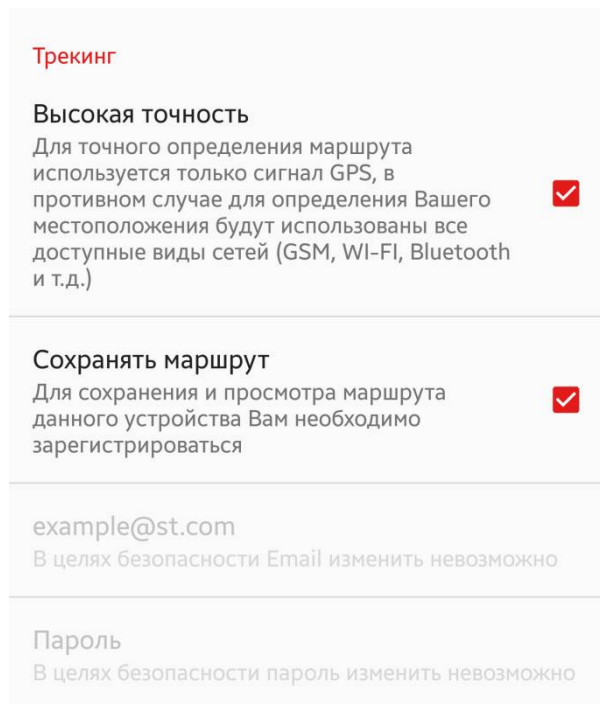 Трекинг
Высокая точность
Для точного определения маршрута
используется только сигнал GPS, в
противном случае для определения Вашего
местоположения будут использованы все
доступные виды сетей (GSM, WI-FI, Bluetooth
и т.д.)
Сохранять маршрут
Для сохранения и просмотра маршрута
данного устройства Вам необходимо
зарегистрироваться
example@st.com
В целях безопасности Email изменить невозможно
Пароль
В целях безопасности пароль изменить невозможно